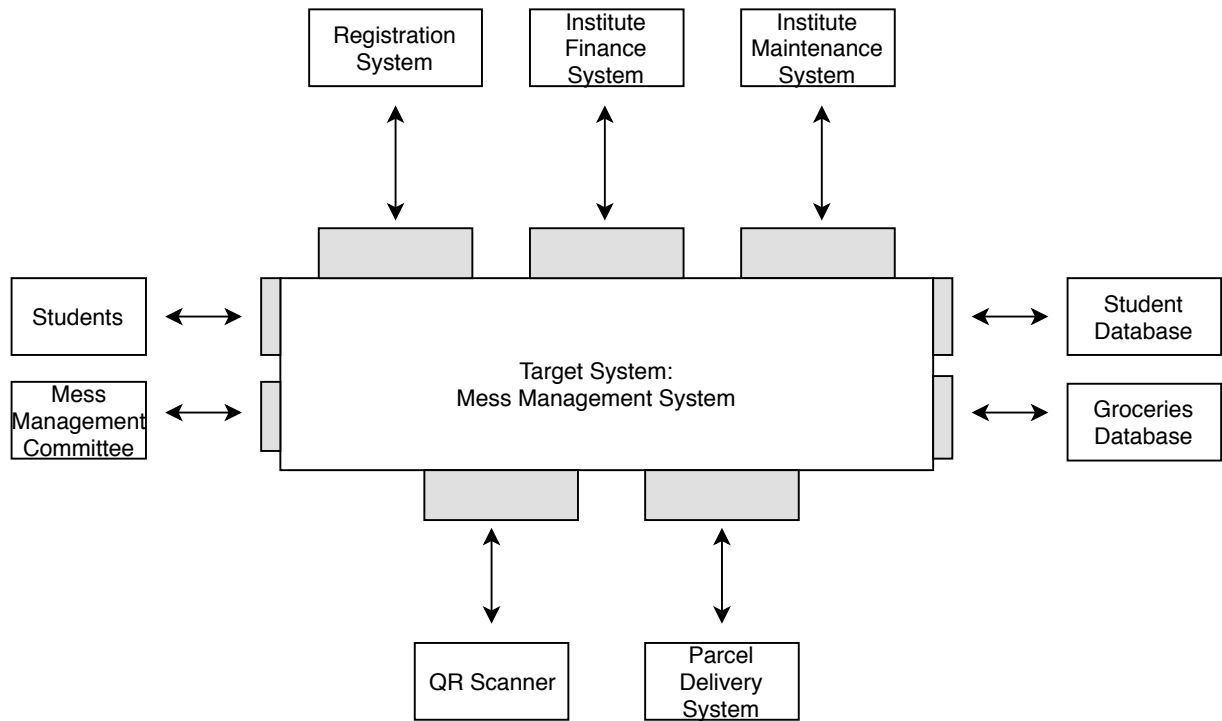 Registration
System
Institute
Finance
System
Institute
Maintenance
System
Students
Mess
Management
Committee
Target System:
Mess Management System
Student
Database
Groceries
Database
QR Scanner
Parcel
Delivery
System